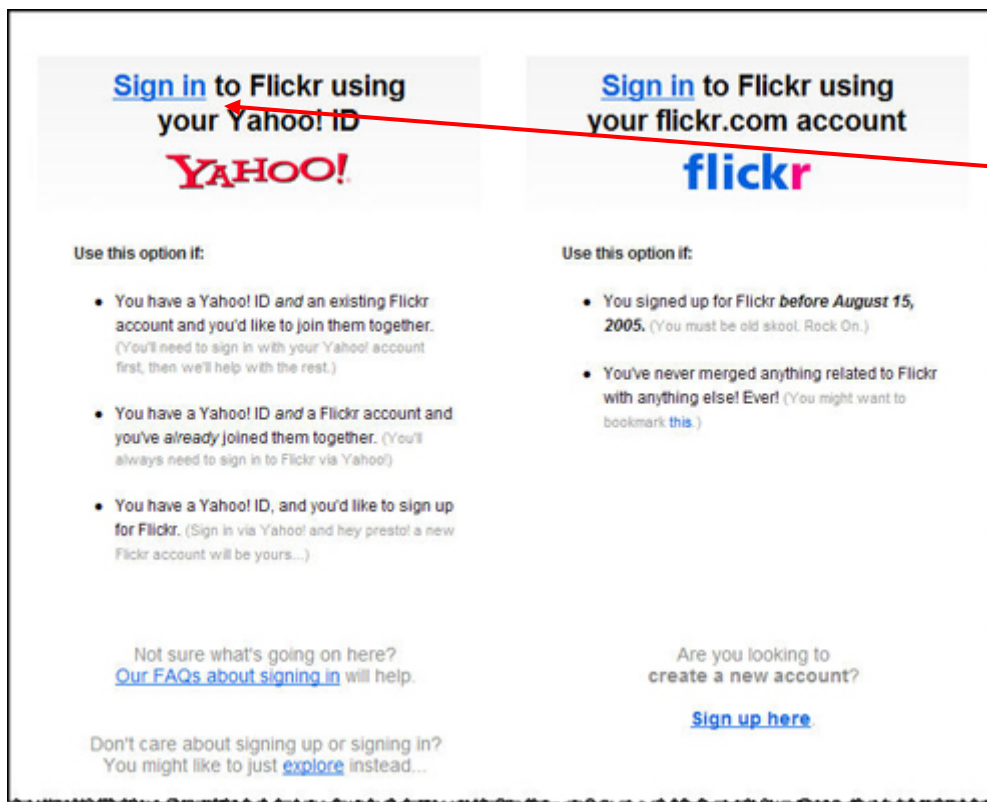 Sign in to Flickr using
your Yahoo! ID
YAHOO!
Use this option if:
• You have a Yahoo! ID and an existing Flickr
account and you'd like to join them together.
(You'll need to sign in with your Yahoo! account
first, then we'll help with the rest.)
• You have a Yahoo! ID and a Flickr account and
you've already joined them together. (You'll
always need to sign in to Flickr via Yahoo!)
• You have a Yahoo! ID, and you'd like to sign up
for Flickr. (Sign in via Yahoo! and hey presto! a new
Flickr account will be yours...)
Not sure what's going on here?
Our FAQs about signing in will help.
Don't care about signing up or signing in?
You might like to just explore instead...
Sign in to Flickr using
your flickr.com account
flickr
Use this option if:
• You signed up for Flickr before August 15,
2005. (You must be old skool. Rock On.)
• You've never merged anything related to Flickr
with anything else! Ever! (You might want to
bookmark this.)
Are you looking to
create a new account?
Sign up here.